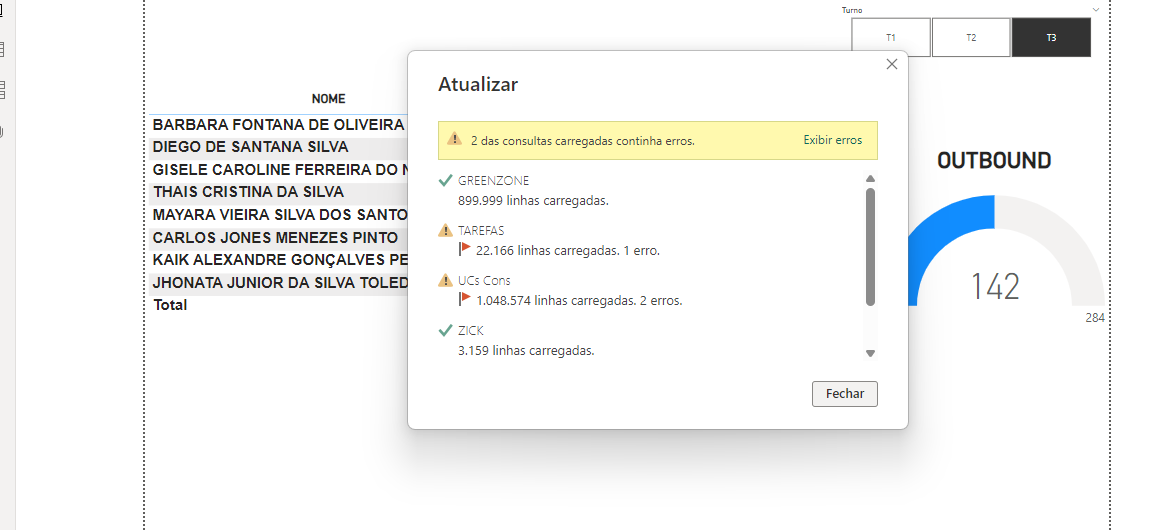 Turno
T1
T2
T3
Atualizar
2 das consultas carregadas continha erros.
Exibir erros
GREENZONE
899.999 linhas carregadas.
TAREFAS
22.166 linhas carregadas. 1 erro.
UCs Cons
1.048.574 linhas carregadas. 2 erros.
ZICK
3.159 linhas carregadas.
Fechar
NOME
BARBARA FONTANA DE OLIVEIRA
DIEGO DE SANTANA SILVA
GISELE CAROLINE FERREIRA DO
THAIS CRISTINA DA SILVA
MAYARA VIEIRA SILVA DOS SANTO
CARLOS JONES MENEZES PINTO
KAIK ALEXANDRE GONÇALVES PE
JHONATA JUNIOR DA SILVA TOLED
Total
OUTBOUND
142
284